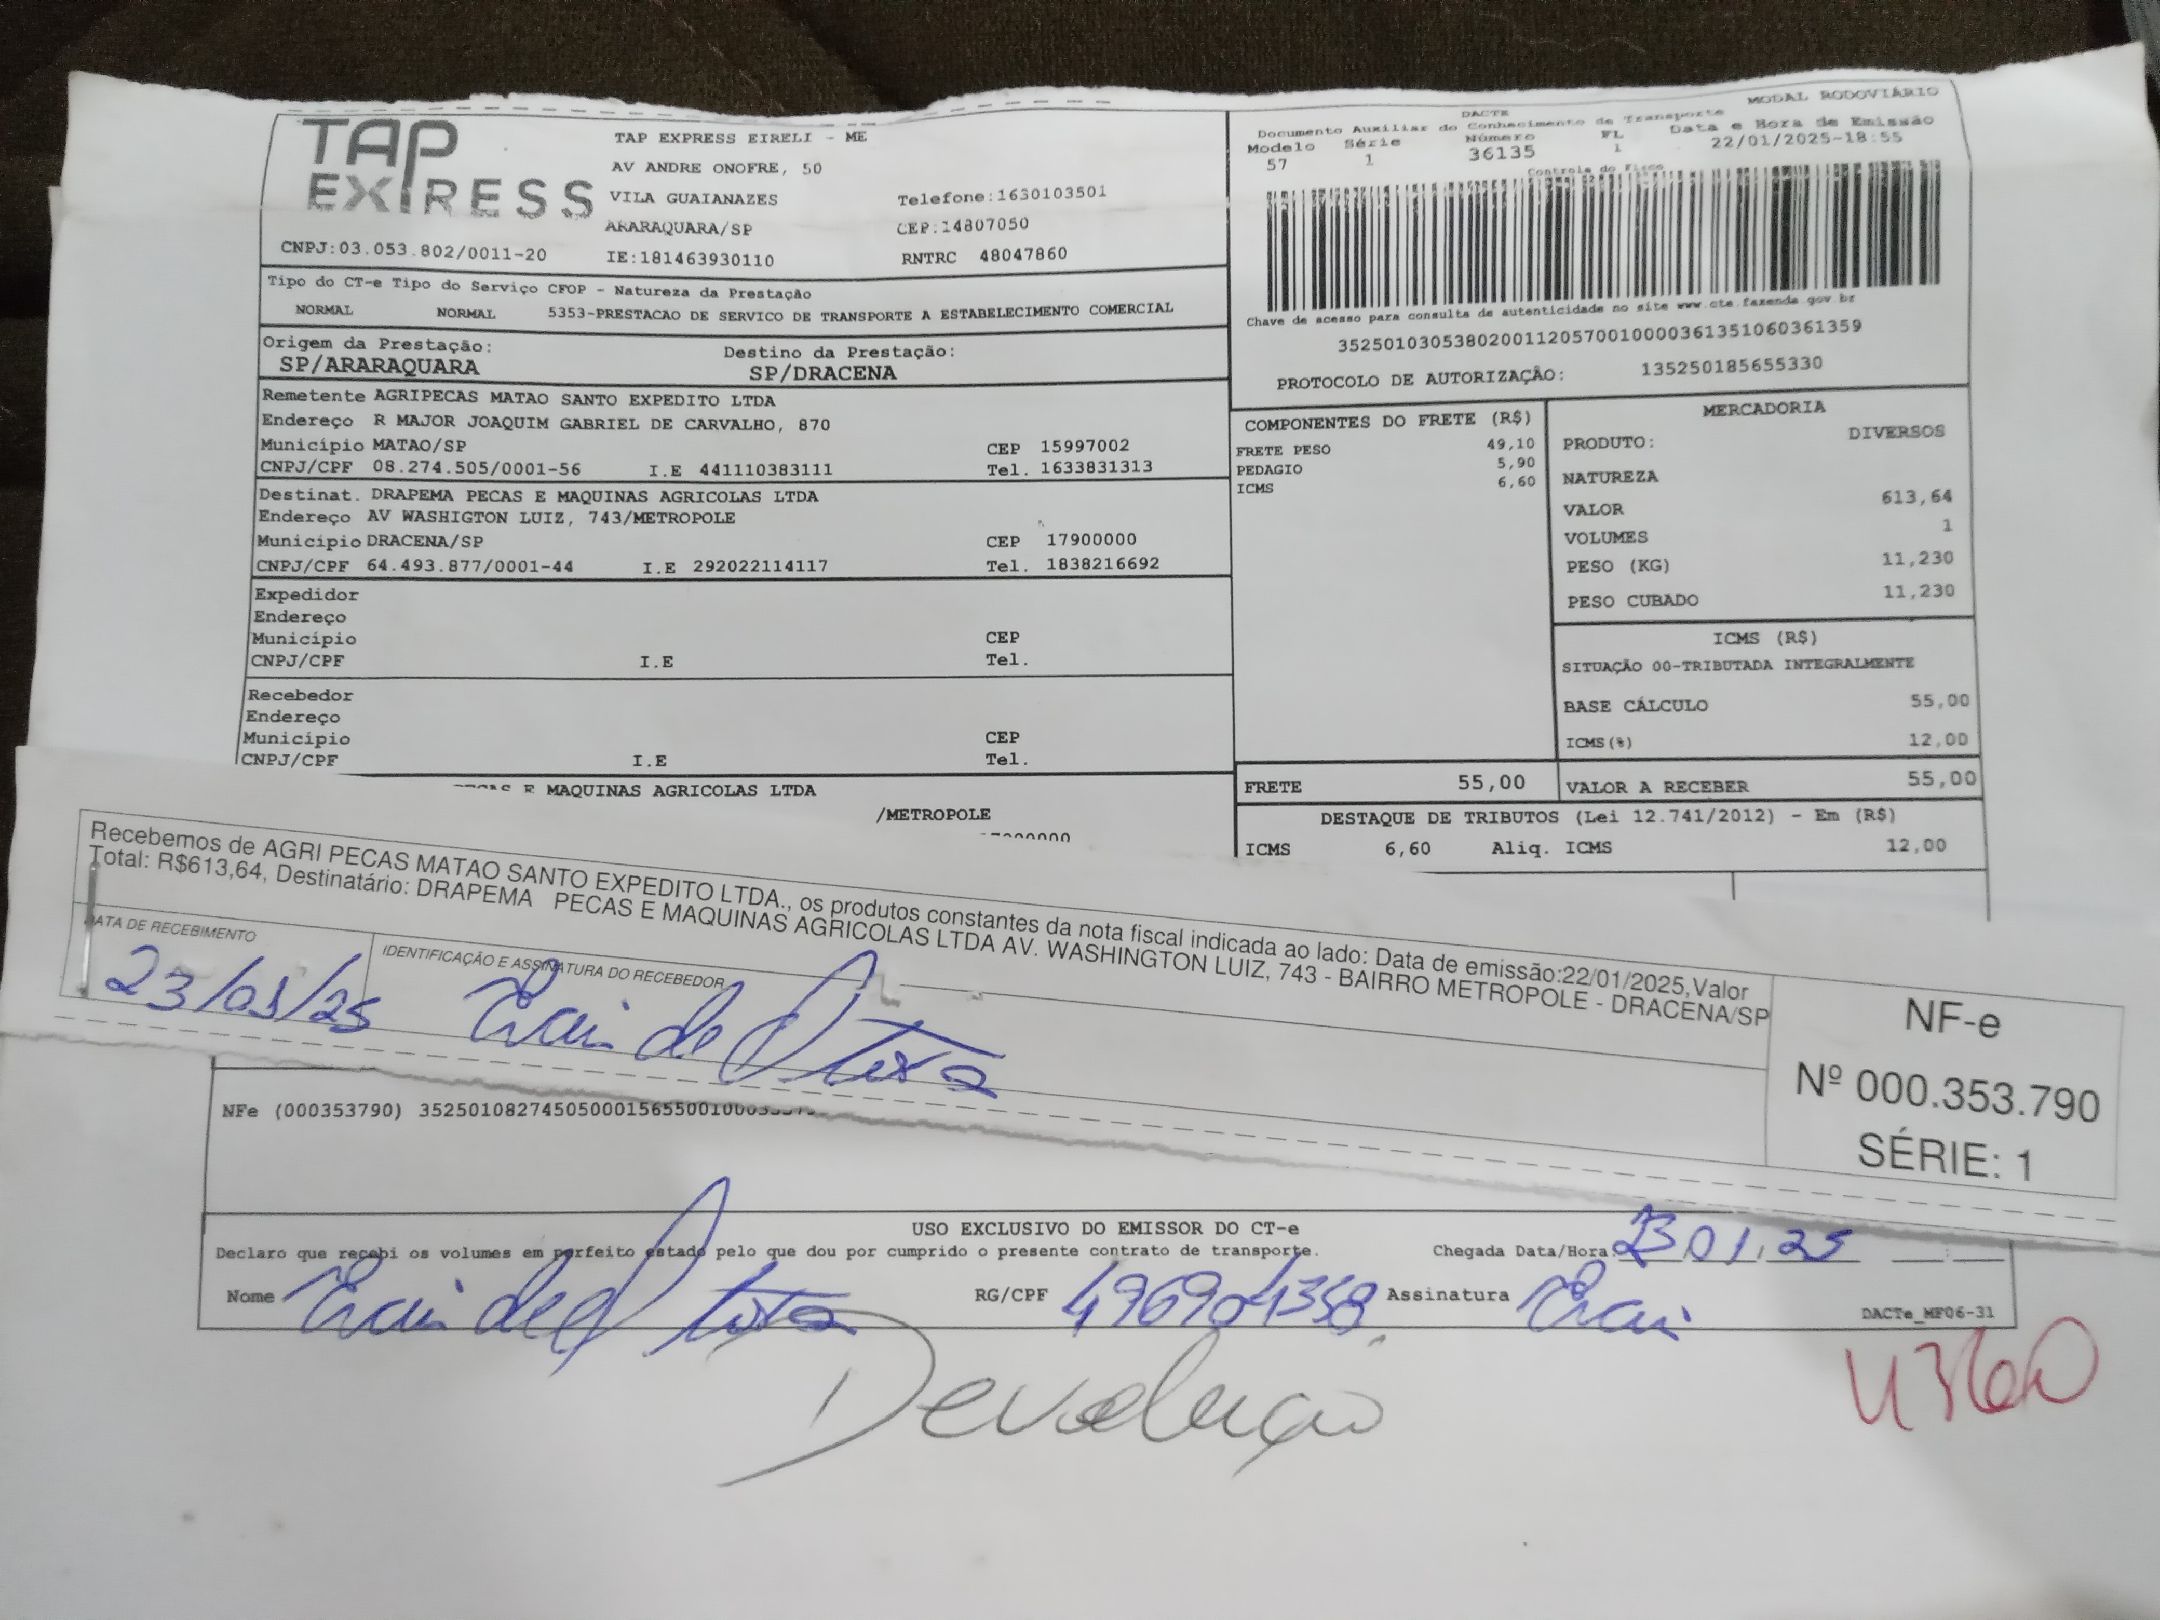 TAP EXPRESS
TAP EXPRESS EIRELI - ME
AV ANDRE ONOFRE, 50
VILA GUAIANAZES Telefone:1630103501
ARARAQUARA/SP CEP:14807050
CNPJ:03.053.802/0011-20 IE:181463930110 RNTRC 48047860
Tipo do CT-e Tipo do Serviço CFOP - Natureza da Prestação
NORMAL NORMAL 5353-PRESTACAO DE SERVICO DE TRANSPORTE A ESTABELECIMENTO COMERCIAL
Origem da Prestação: Destino da Prestação:
SP/ARARAQUARA SP/DRACENA
Remetente AGRIPECAS MATAO SANTO EXPEDITO LTDA
Endereço R MAJOR JOAQUIM GABRIEL DE CARVALHO, 870
Município MATAO/SP CEP 15997002
CNPJ/CPF 08.274.505/0001-56 I.E 441110383111 Tel. 1633831313
Destinat. DRAPEMA PECAS E MAQUINAS AGRICOLAS LTDA
Endereço AV WASHIGTON LUIZ, 743/METROPOLE
Município DRACENA/SP CEP 17900000
CNPJ/CPF 64.493.877/0001-44 I.E 292022114117 Tel. 1838216692
Expedidor
Endereço
Município CEP
CNPJ/CPF I.E Tel.
Recebedor
Endereço
Município CEP
CNPJ/CPF I.E Tel.
E MAQUINAS AGRICOLAS LTDA
/METROPOLE
MODAL RODOVIÁRIO
DACTE
Documento Auxiliar do Conhecimento de Transporte
Modelo Série Número FL Data e Hora de Emissão
57 1 36135 1 22/01/2025-18:55
Controle do Fisco
Chave de acesso para consulta de autenticidade no site www.cte.fazenda.gov.br
35250103053802001120570010000361351060361359
PROTOCOLO DE AUTORIZAÇÃO: 135250185655330
COMPONENTES DO FRETE (R$)
FRETE PESO 49,10
PEDAGIO 5,90
ICMS 6,60
MERCADORIA
PRODUTO: DIVERSOS
NATUREZA
VALOR 613,64
VOLUMES 1
PESO (KG) 11,230
PESO CUBADO 11,230
ICMS (R$)
SITUAÇÃO 00-TRIBUTADA INTEGRALMENTE
BASE CÁLCULO 55,00
ICMS(%) 12,00
FRETE 55,00 VALOR A RECEBER 55,00
DESTAQUE DE TRIBUTOS (Lei 12.741/2012) - Em (R$)
ICMS 6,60 Aliq. ICMS 12,00
Recebemos de AGRI PECAS MATAO SANTO EXPEDITO LTDA., os produtos constantes da nota fiscal indicada ao lado: Data de emissão:22/01/2025,Valor
Total: R$613,64, Destinatário: DRAPEMA PECAS E MAQUINAS AGRICOLAS LTDA AV. WASHINGTON LUIZ, 743 - BAIRRO METROPOLE - DRACENA/SP
DATA DE RECEBIMENTO IDENTIFICAÇÃO E ASSINATURA DO RECEBEDOR
23/01/25
NF-e
Nº 000.353.790
SÉRIE: 1
NFe (000353790)
USO EXCLUSIVO DO EMISSOR DO CT-e
Declaro que recebi os volumes em perfeito estado pelo que dou por cumprido o presente contrato de transporte. Chegada Data/Hora: 23/01/25
Nome RG/CPF 496904358 Assinatura
DACTe_MF06-31
Devolução